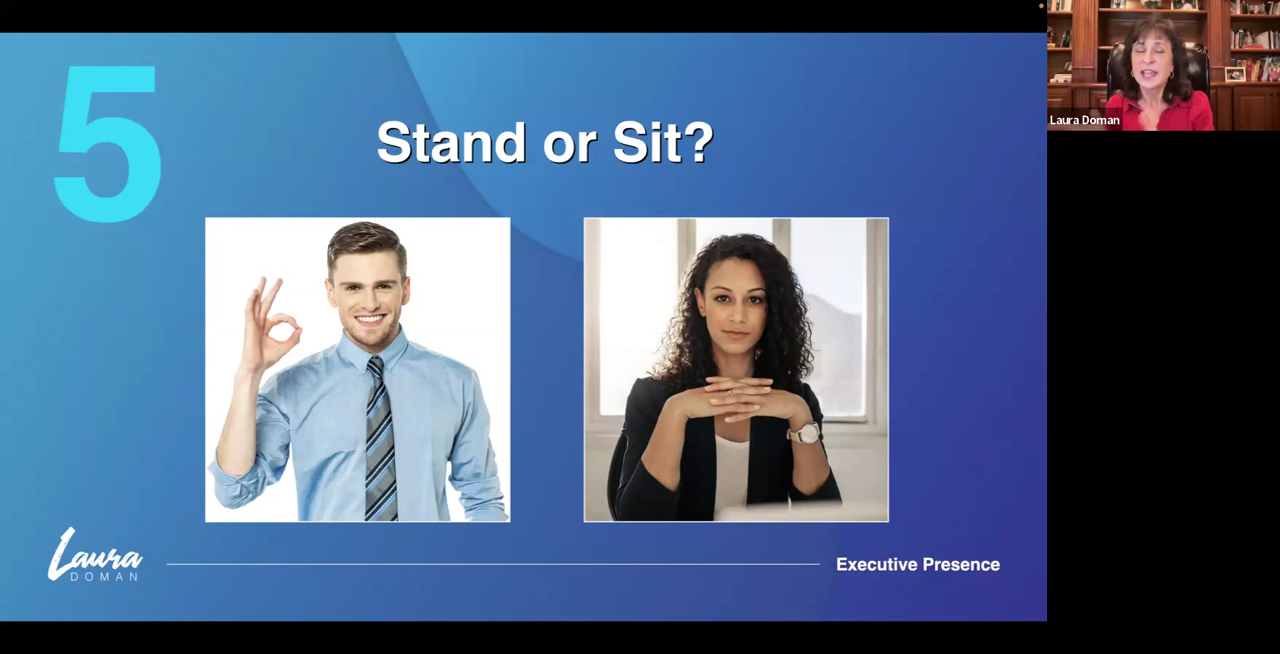 5
Stand or Sit?
Laura Doman
Laura
DOMAN
Executive Presence